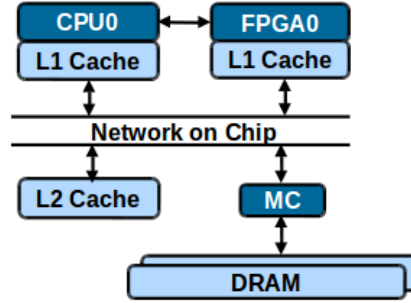 CPU0
FPGA0
L1 Cache
L1 Cache
Network on Chip
L2 Cache
MC
DRAM